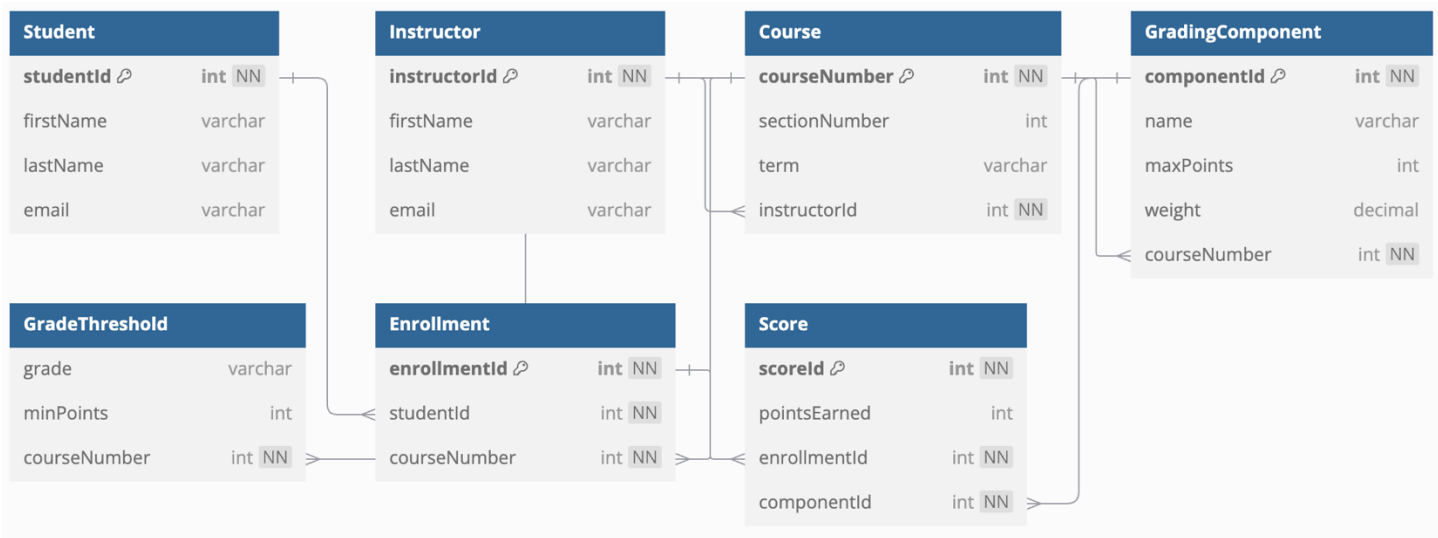 Student
studentId int NN
firstName varchar
lastName varchar
email varchar
Instructor
instructorId int NN
firstName varchar
lastName varchar
email varchar
Course
courseNumber int NN
sectionNumber int
term varchar
instructorId int NN
GradingComponent
componentId int NN
name varchar
maxPoints int
weight decimal
courseNumber int NN
GradeThreshold
grade varchar
minPoints int
courseNumber int NN
Enrollment
enrollmentId int NN
studentId int NN
courseNumber int NN
Score
scoreId int NN
pointsEarned int
enrollmentId int NN
componentId int NN